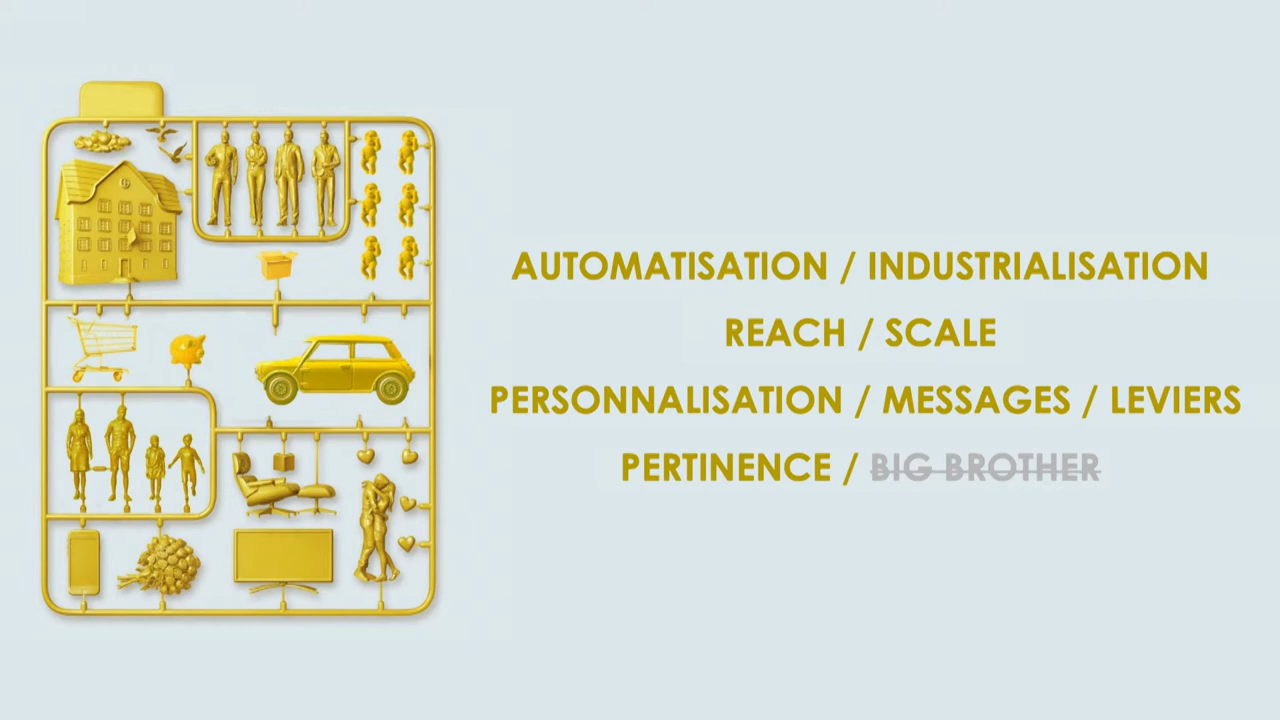 AUTOMATISATION / INDUSTRIALISATION
REACH / SCALE
PERSONNALISATION / MESSAGES / LEVIERS
PERTINENCE / BIG BROTHER